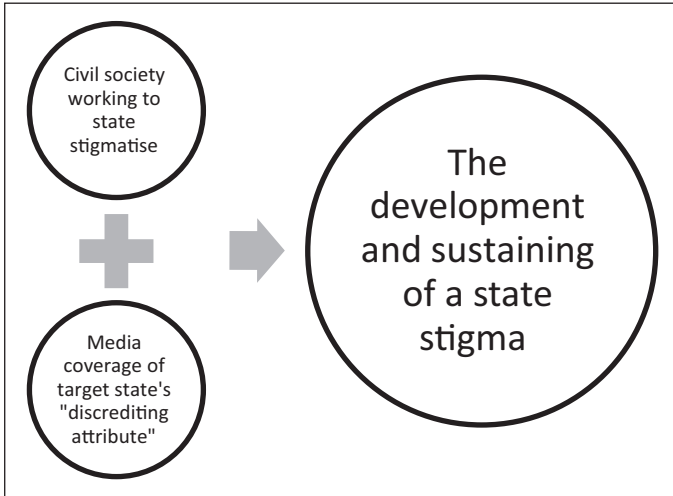 Civil society
working to
state
stigmatise
Media
coverage of
target state's
"discrediting
attribute"
The
development
and sustaining
of a state
stigma